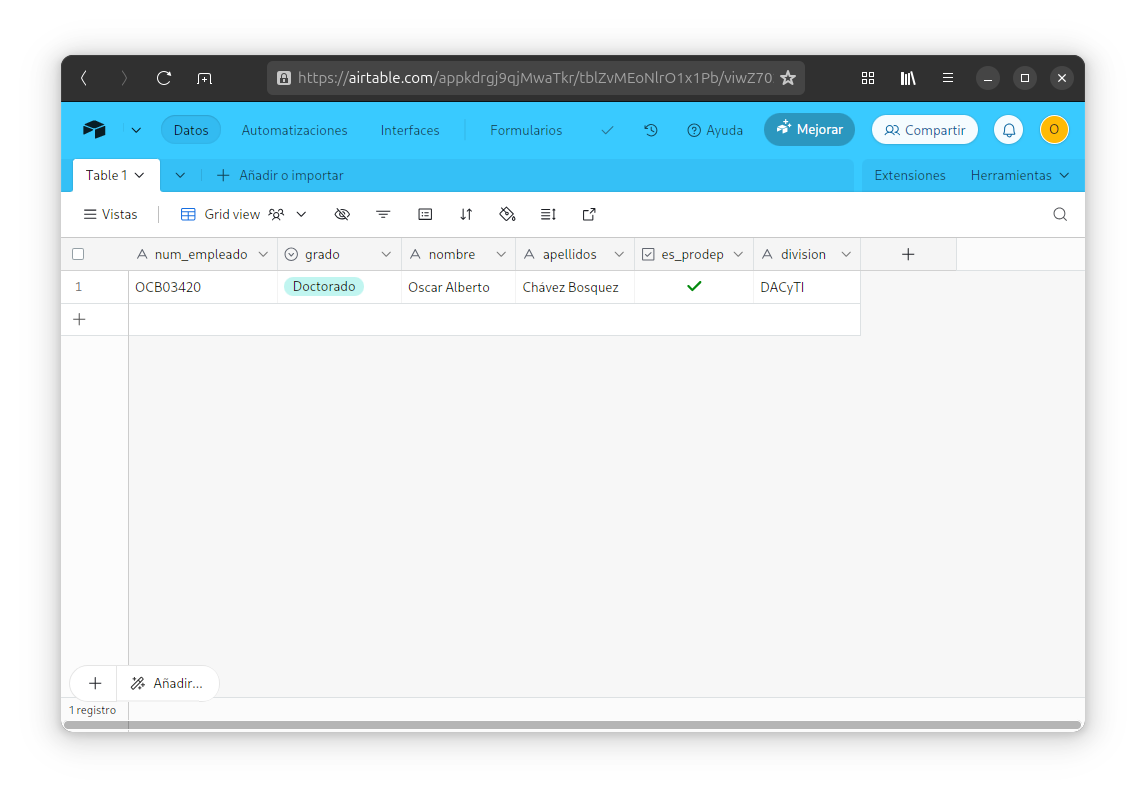 https://airtable.com/appkdrgj9qjMwaTkr/tblZvMEoNlrO1x1Pb/viwZ70
Datos Automatizaciones Interfaces Formularios Ayuda Mejorar Compartir O
Table 1 Añadir o importar Extensiones Herramientas
Vistas Grid view
num_empleado grado nombre apellidos es_prodep division
1 OCB03420 Doctorado Oscar Alberto Chávez Bosquez DACyTI
Añadir...
1 registro